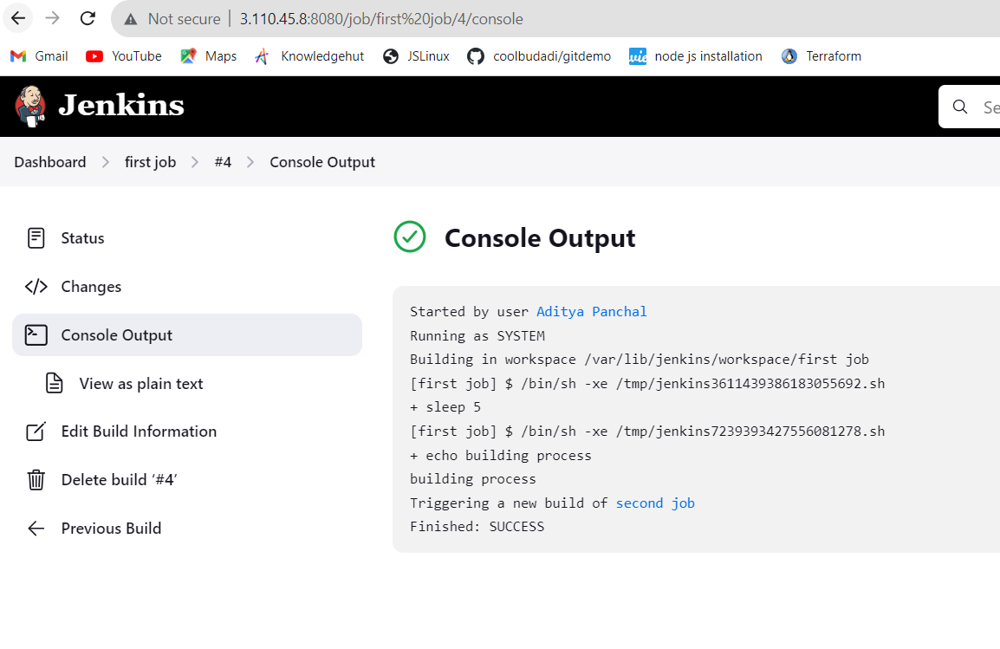 Not secure | 3.110.45.8:8080/job/first%20job/4/console
Gmail YouTube Maps Knowledgehut JSLinux coolbudadi/gitdemo node js installation Terraform
Jenkins
Se
Dashboard > first job > #4 > Console Output
Status
Changes
Console Output
View as plain text
Edit Build Information
Delete build ‘#4’
Previous Build
Console Output
Started by user Aditya Panchal
Running as SYSTEM
Building in workspace /var/lib/jenkins/workspace/first job
[first job] $ /bin/sh -xe /tmp/jenkins3611439386183055692.sh
+ sleep 5
[first job] $ /bin/sh -xe /tmp/jenkins7239393427556081278.sh
+ echo building process
building process
Triggering a new build of second job
Finished: SUCCESS